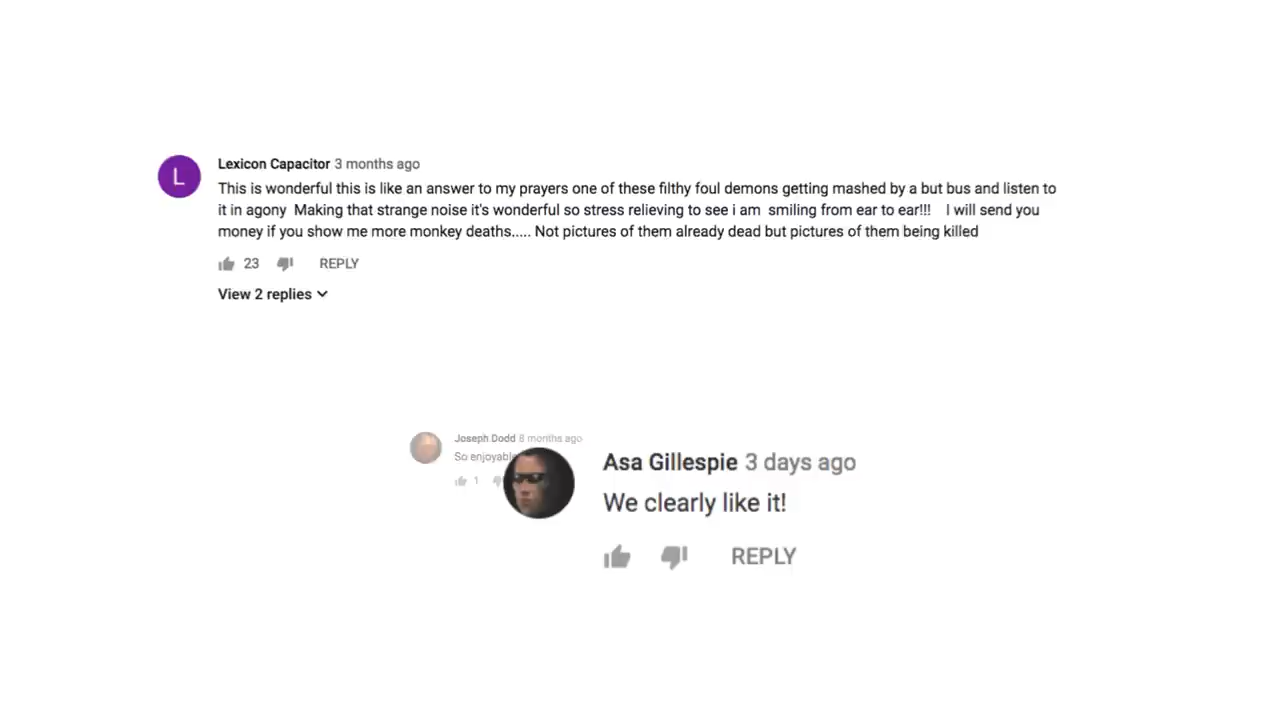 L
Lexicon Capacitor 3 months ago
This is wonderful this is like an answer to my prayers one of these filthy foul demons getting mashed by a but bus and listen to
it in agony Making that strange noise it's wonderful so stress relieving to see i am smiling from ear to ear!!! I will send you
money if you show me more monkey deaths..... Not pictures of them already dead but pictures of them being killed
23 REPLY
View 2 replies
Joseph Dodd 8 months ago
So enjoyable
1
Asa Gillespie 3 days ago
We clearly like it!
REPLY